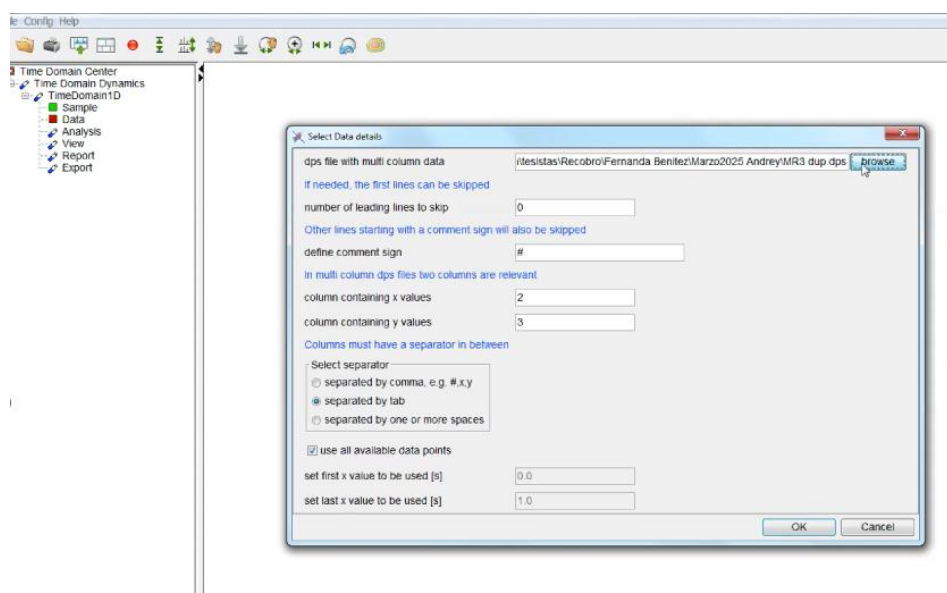 Config Help
Time Domain Center
Time Domain Dynamics
TimeDomain1D
Sample
Data
Analysis
View
Report
Export
Select Data details
dps file with multi column data \tesistas\Recobro\Fernanda Benitez\Marzo2025 Andrey\MR3 dup.dps browse
If needed, the first lines can be skipped
number of leading lines to skip 0
Other lines starting with a comment sign will also be skipped
define comment sign #
In multi column dps files two columns are relevant
column containing x values 2
column containing y values 3
Columns must have a separator in between
Select separator
separated by comma, e.g. #,x,y
separated by tab
separated by one or more spaces
use all available data points
set first x value to be used [s] 0.0
set last x value to be used [s] 1.0
OK Cancel